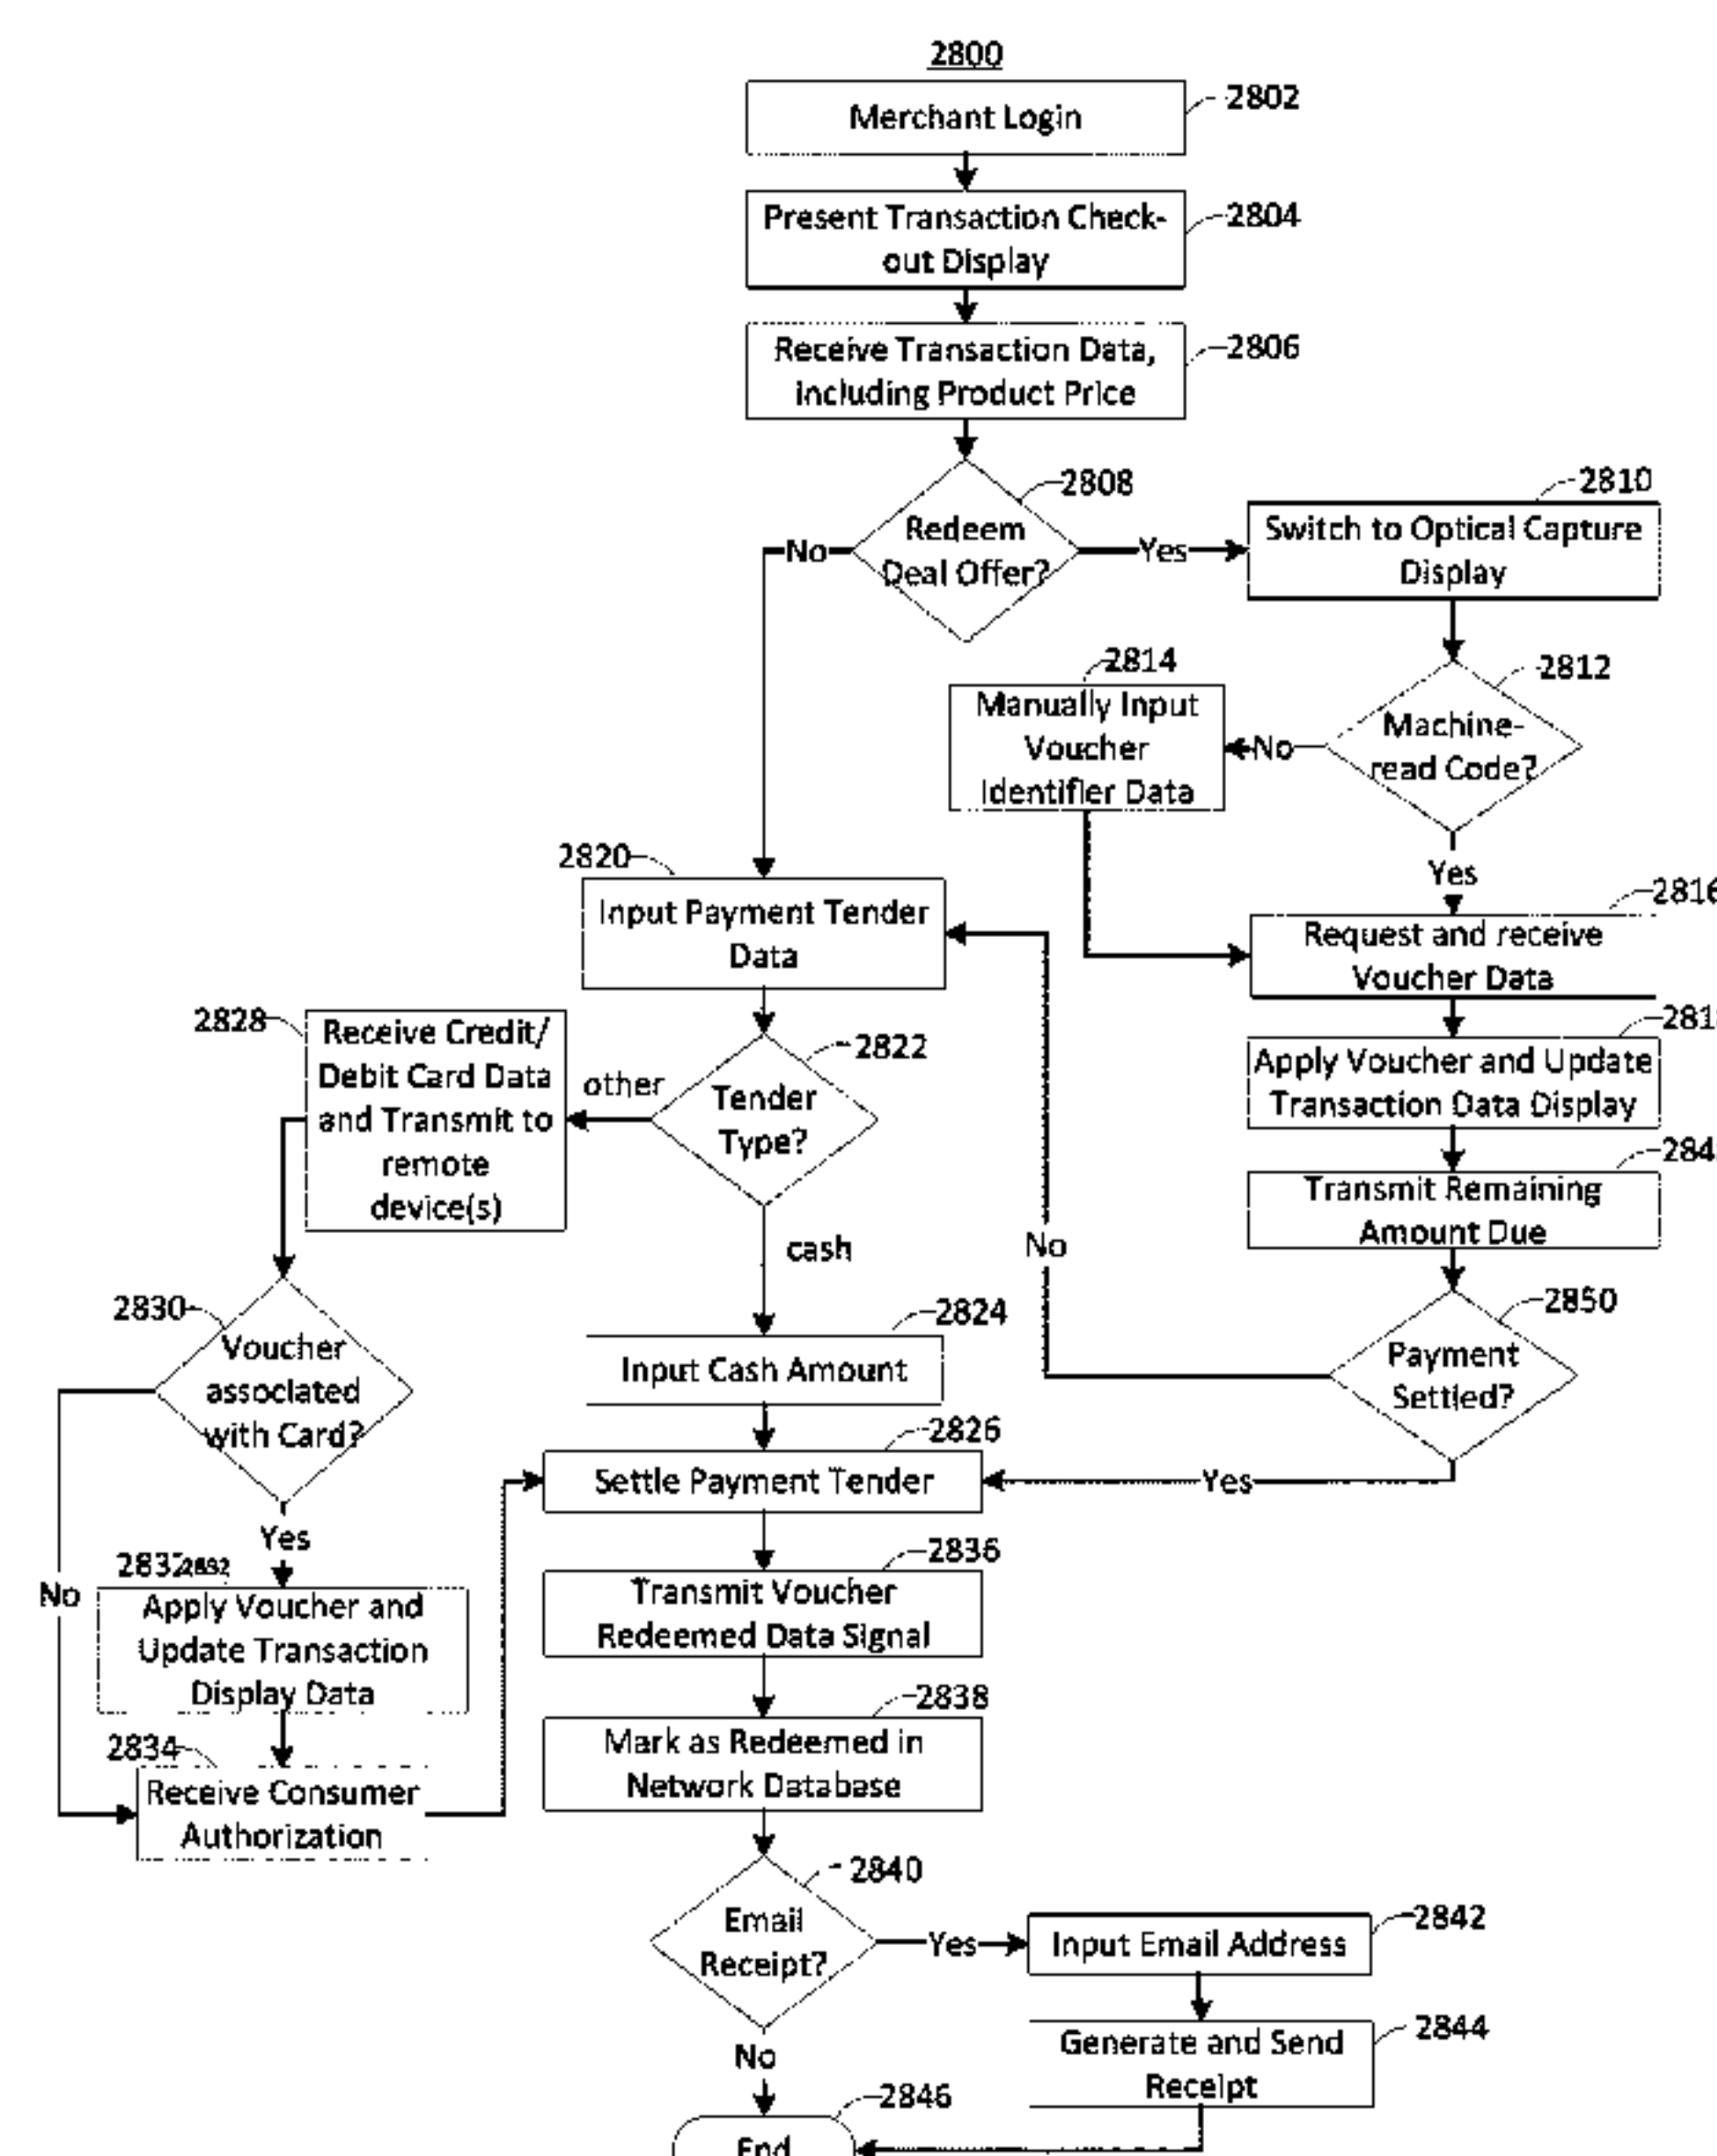 2800
Merchant Login
2802
Present Transaction Check-
out Display
2804
Receive Transaction Data,
including Product Price
2806
Redeem
Deal Offer?
2808
No
Yes
2810
Switch to Optical Capture
Display
2812
Machine-
read Code?
No
Yes
2814
Manually Input
Voucher
Identifier Data
2816
Request and receive
Voucher Data
281
Apply Voucher and Update
Transaction Data Display
284
Transmit Remaining
Amount Due
2850
Payment
Settled?
No
Yes
2820
Input Payment Tender
Data
2822
Tender
Type?
other
cash
2828
Receive Credit/
Debit Card Data
and Transmit to
remote
device(s)
2830
Voucher
associated
with Card?
No
Yes
2832
Apply Voucher and
Update Transaction
Display Data
2834
Receive Consumer
Authorization
2824
Input Cash Amount
2826
Settle Payment Tender
2836
Transmit Voucher
Redeemed Data Signal
2838
Mark as Redeemed in
Network Database
2840
Email
Receipt?
Yes
No
2842
Input Email Address
2844
Generate and Send
Receipt
2846
End